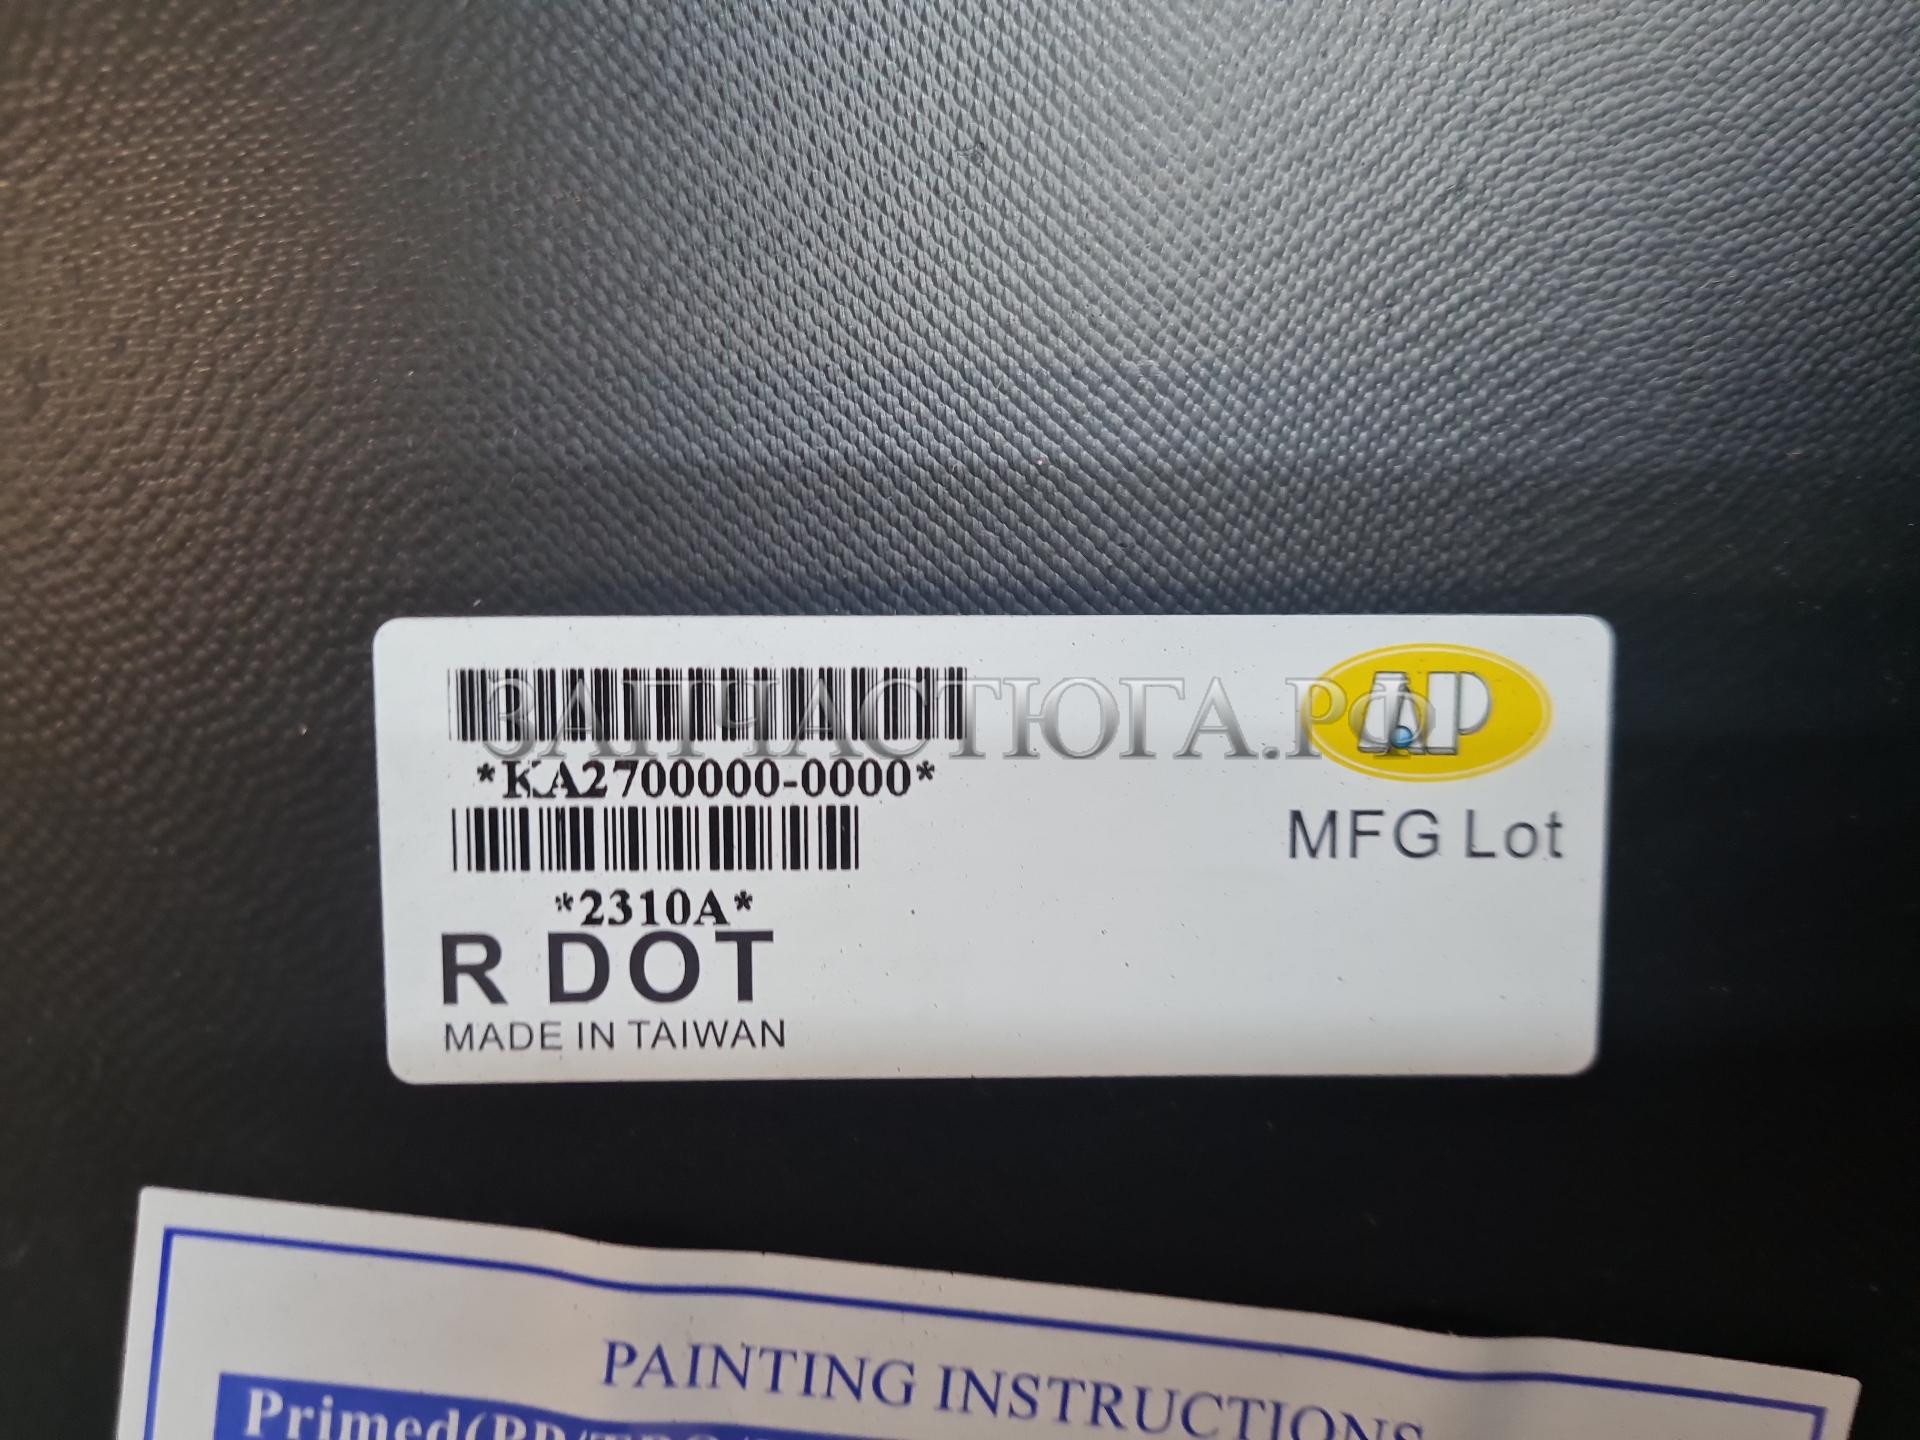 ЗАПЧАСТЮГА.РФ
AP
*KA2700000-0000*
MFG Lot
*2310A*
R DOT
MADE IN TAIWAN
PAINTING INSTRUCTIONS